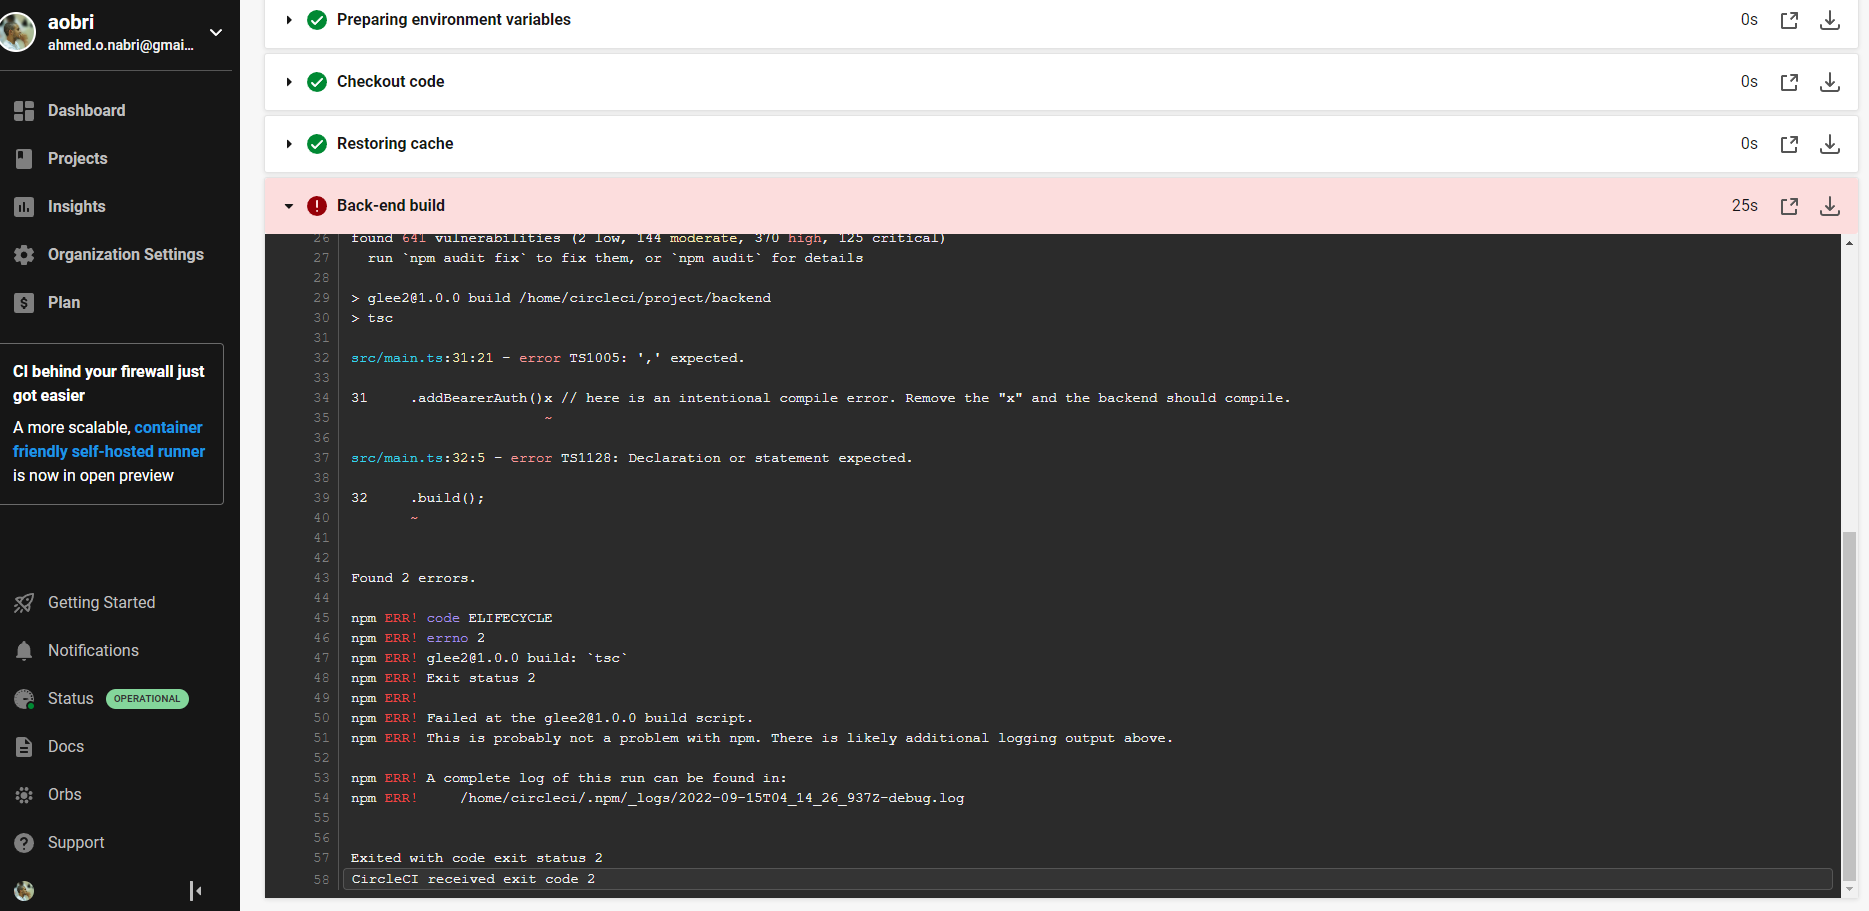 aobri
ahmed.o.nabri@gmai...
Dashboard
Projects
Insights
Organization Settings
Plan
CI behind your firewall just
got easier
A more scalable, container
friendly self-hosted runner
is now in open preview
Getting Started
Notifications
Status OPERATIONAL
Docs
Orbs
Support
Preparing environment variables 0s
Checkout code 0s
Restoring cache 0s
Back-end build 25s
26 found 641 vulnerabilities (2 low, 144 moderate, 370 high, 125 critical)
27 run `npm audit fix` to fix them, or `npm audit` for details
28
29 > glee2@1.0.0 build /home/circleci/project/backend
30 > tsc
31
32 src/main.ts:31:21 - error TS1005: ',' expected.
33
34 31 .addBearerAuth()x // here is an intentional compile error. Remove the "x" and the backend should compile.
35 ~
36
37 src/main.ts:32:5 - error TS1128: Declaration or statement expected.
38
39 32 .build();
40 ~
41
42
43 Found 2 errors.
44
45 npm ERR! code ELIFECYCLE
46 npm ERR! errno 2
47 npm ERR! glee2@1.0.0 build: `tsc`
48 npm ERR! Exit status 2
49 npm ERR!
50 npm ERR! Failed at the glee2@1.0.0 build script.
51 npm ERR! This is probably not a problem with npm. There is likely additional logging output above.
52
53 npm ERR! A complete log of this run can be found in:
54 npm ERR! /home/circleci/.npm/_logs/2022-09-15T04_14_26_937Z-debug.log
55
56
57 Exited with code exit status 2
58 CircleCI received exit code 2